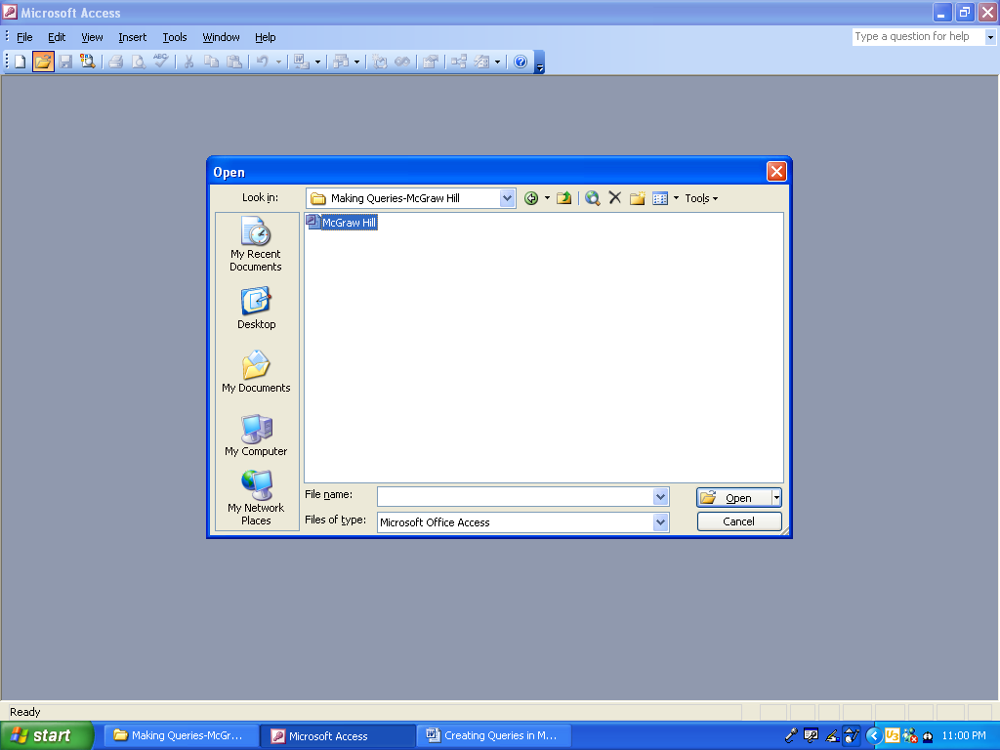 Microsoft Access
File Edit View Insert Tools Window Help
Type a question for help
Open
Look in:
Making Queries-McGraw Hill
Tools
McGraw Hill
My Recent
Documents
Desktop
My Documents
My Computer
My Network
Places
File name:
Open
Files of type:
Microsoft Office Access
Cancel
Ready
start
Making Queries-McGr...
Microsoft Access
Creating Queries in M...
U3
11:00 PM